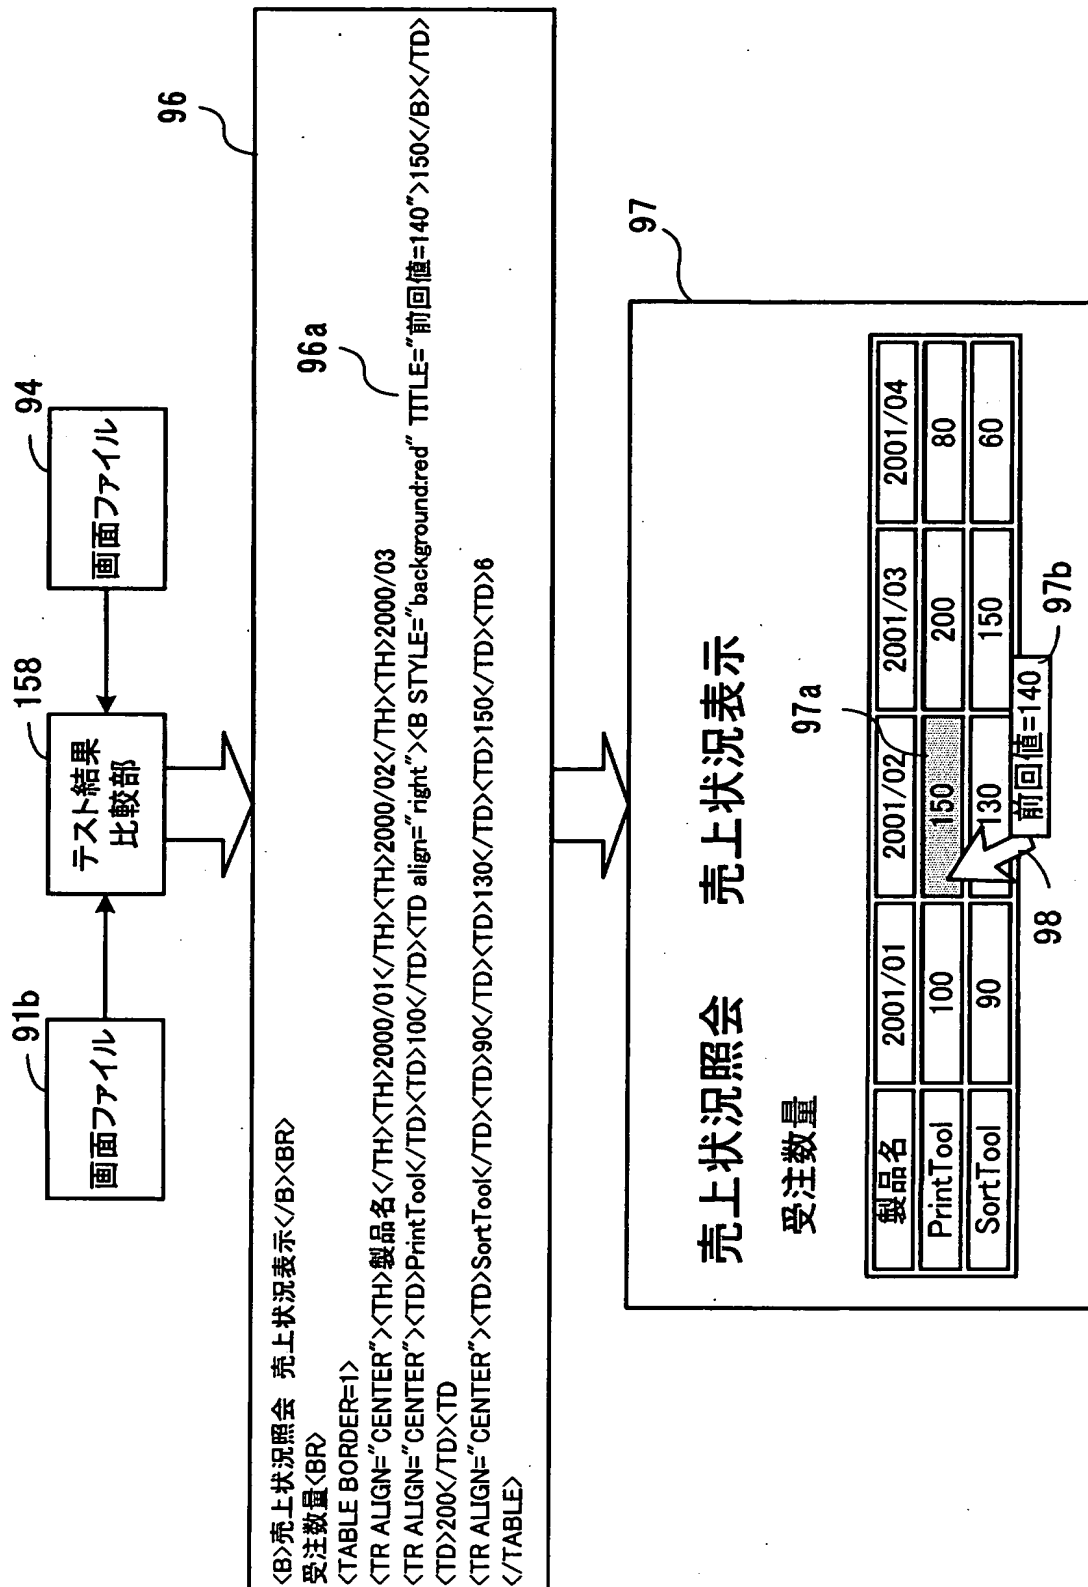 91b
画面ファイル
158
テスト結果
比較部
94
画面ファイル
96
<B>売上状況照会 売上状況表示</B><BR>
受注数量<BR>
<TABLE BORDER=1>
<TR ALIGN="CENTER"><TH>製品名</TH><TH>2000/01</TH><TH>2000/02</TH><TH>2000/03
96a
<TR ALIGN="CENTER"><TD>PrintTool</TD><TD>100</TD><TD align="right"><B STYLE="background:red" TITLE="前回値=140">150</B></TD>
<TD>200</TD><TD
<TR ALIGN="CENTER"><TD>SortTool</TD><TD>90</TD><TD>130</TD><TD>150</TD><TD>6
</TABLE>
97
売上状況照会 売上状況表示
受注数量
97a
製品名 2001/01 2001/02 2001/03 2001/04
PrintTool 100 150 200 80
SortTool 90 130 150 60
前回値=140
98
97b